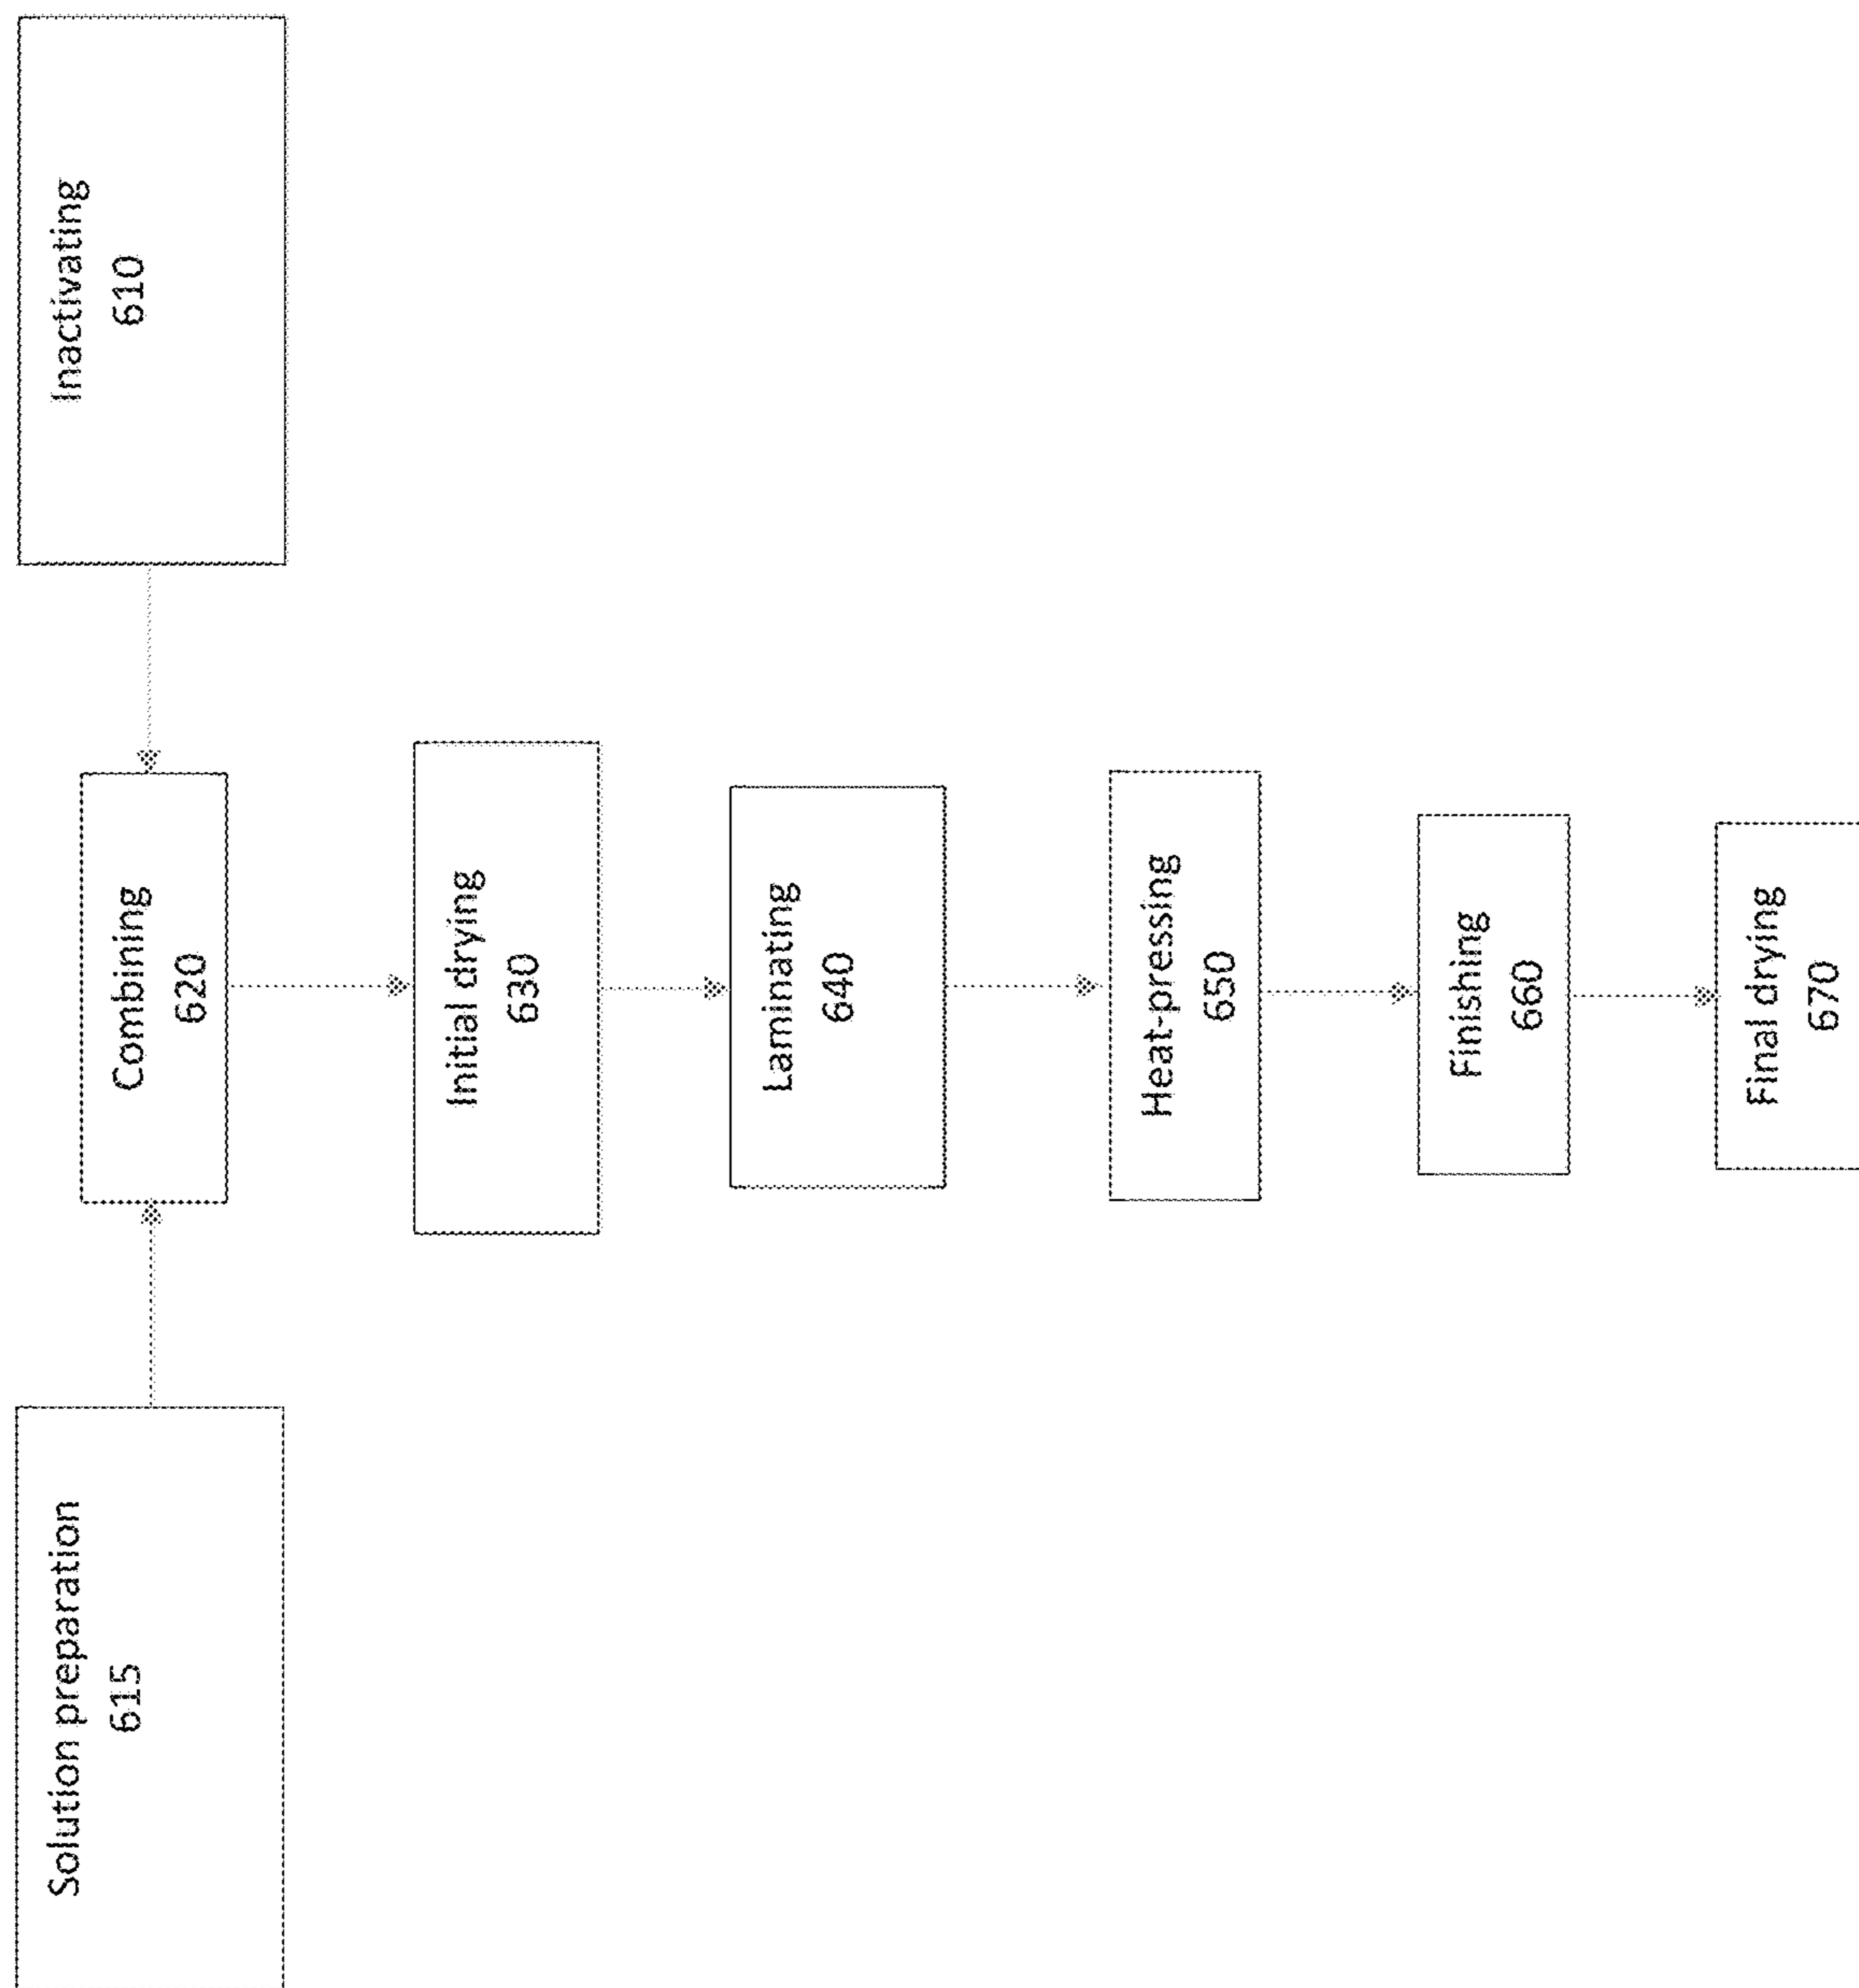 Solution preparation
615
Combining
620
Inactivating
610
Initial drying
630
Laminating
640
Heat-pressing
650
Finishing
660
Final drying
670